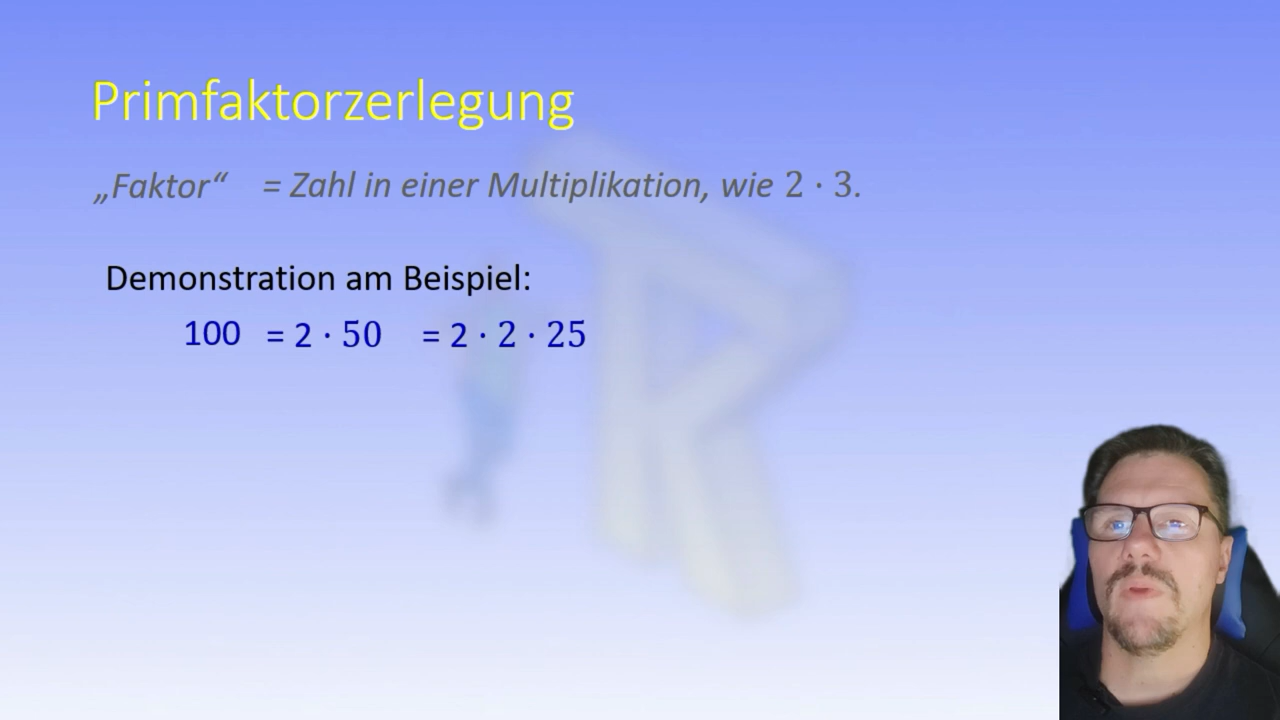 Primfaktorzerlegung
„Faktor“ = Zahl in einer Multiplikation, wie 2 · 3.
Demonstration am Beispiel:
100 = 2 · 50 = 2 · 2 · 25